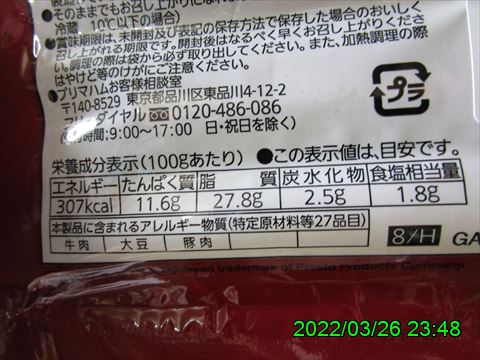 ●そのままでもお召し上がりに
冷蔵 10℃以下の場合)
●賞味期限は、未開封及び表記の保存方法で保存した場合のおいしく
召し上がれる期限です。開封後はなるべく早くお召し上がりくださ
い。調理の際は袋から必ず取り出してください。また、加熱調理の際
はやけど等のけがにご注意ください。
●プリマハムお客様相談室
〒140-8529 東京都品川区東品川4-12-2
フリーダイヤル 0120-486-086
時間:9:00~17:00 日・祝日を除く)
プラ
栄養成分表示(100gあたり) ●この表示値は、目安です。
エネルギー たんぱく質 脂質 炭水化物 食塩相当量
307kcal 11.6g 27.8g 2.5g 1.8g
本製品に含まれるアレルギー物質(特定原材料等27品目)
牛肉 大豆 豚肉
8/H GA
trademark of Presto Products Company.
2022/03/26 23:48